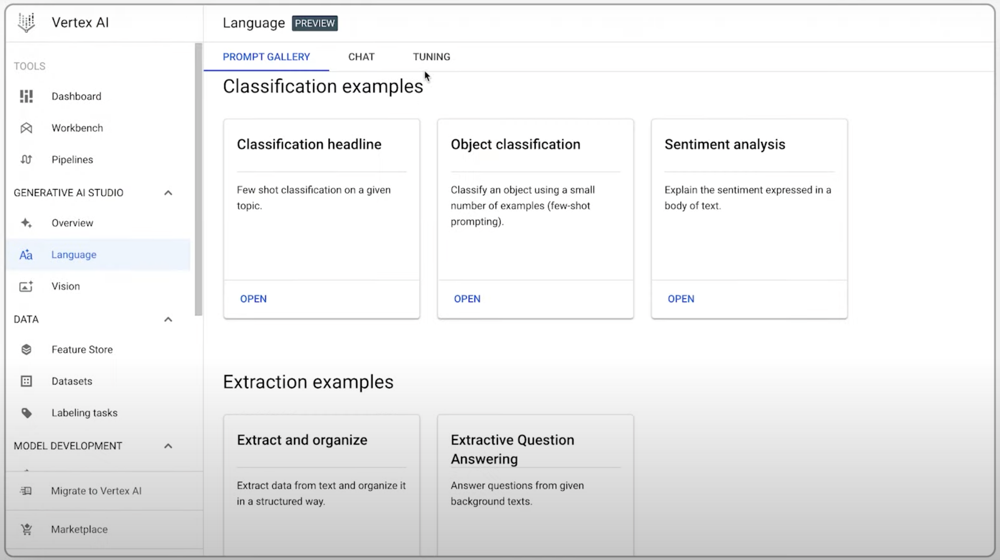 Vertex AI
Language PREVIEW
TOOLS
Dashboard
Workbench
Pipelines
GENERATIVE AI STUDIO
Overview
Language
Vision
DATA
Feature Store
Datasets
Labeling tasks
MODEL DEVELOPMENT
Migrate to Vertex AI
Marketplace
PROMPT GALLERY CHAT TUNING
Classification examples
Classification headline
Few shot classification on a given
topic.
OPEN
Object classification
Classify an object using a small
number of examples (few-shot
prompting).
OPEN
Sentiment analysis
Explain the sentiment expressed in a
body of text.
OPEN
Extraction examples
Extract and organize
Extract data from text and organize it
in a structured way.
Extractive Question
Answering
Answer questions from given
background texts.